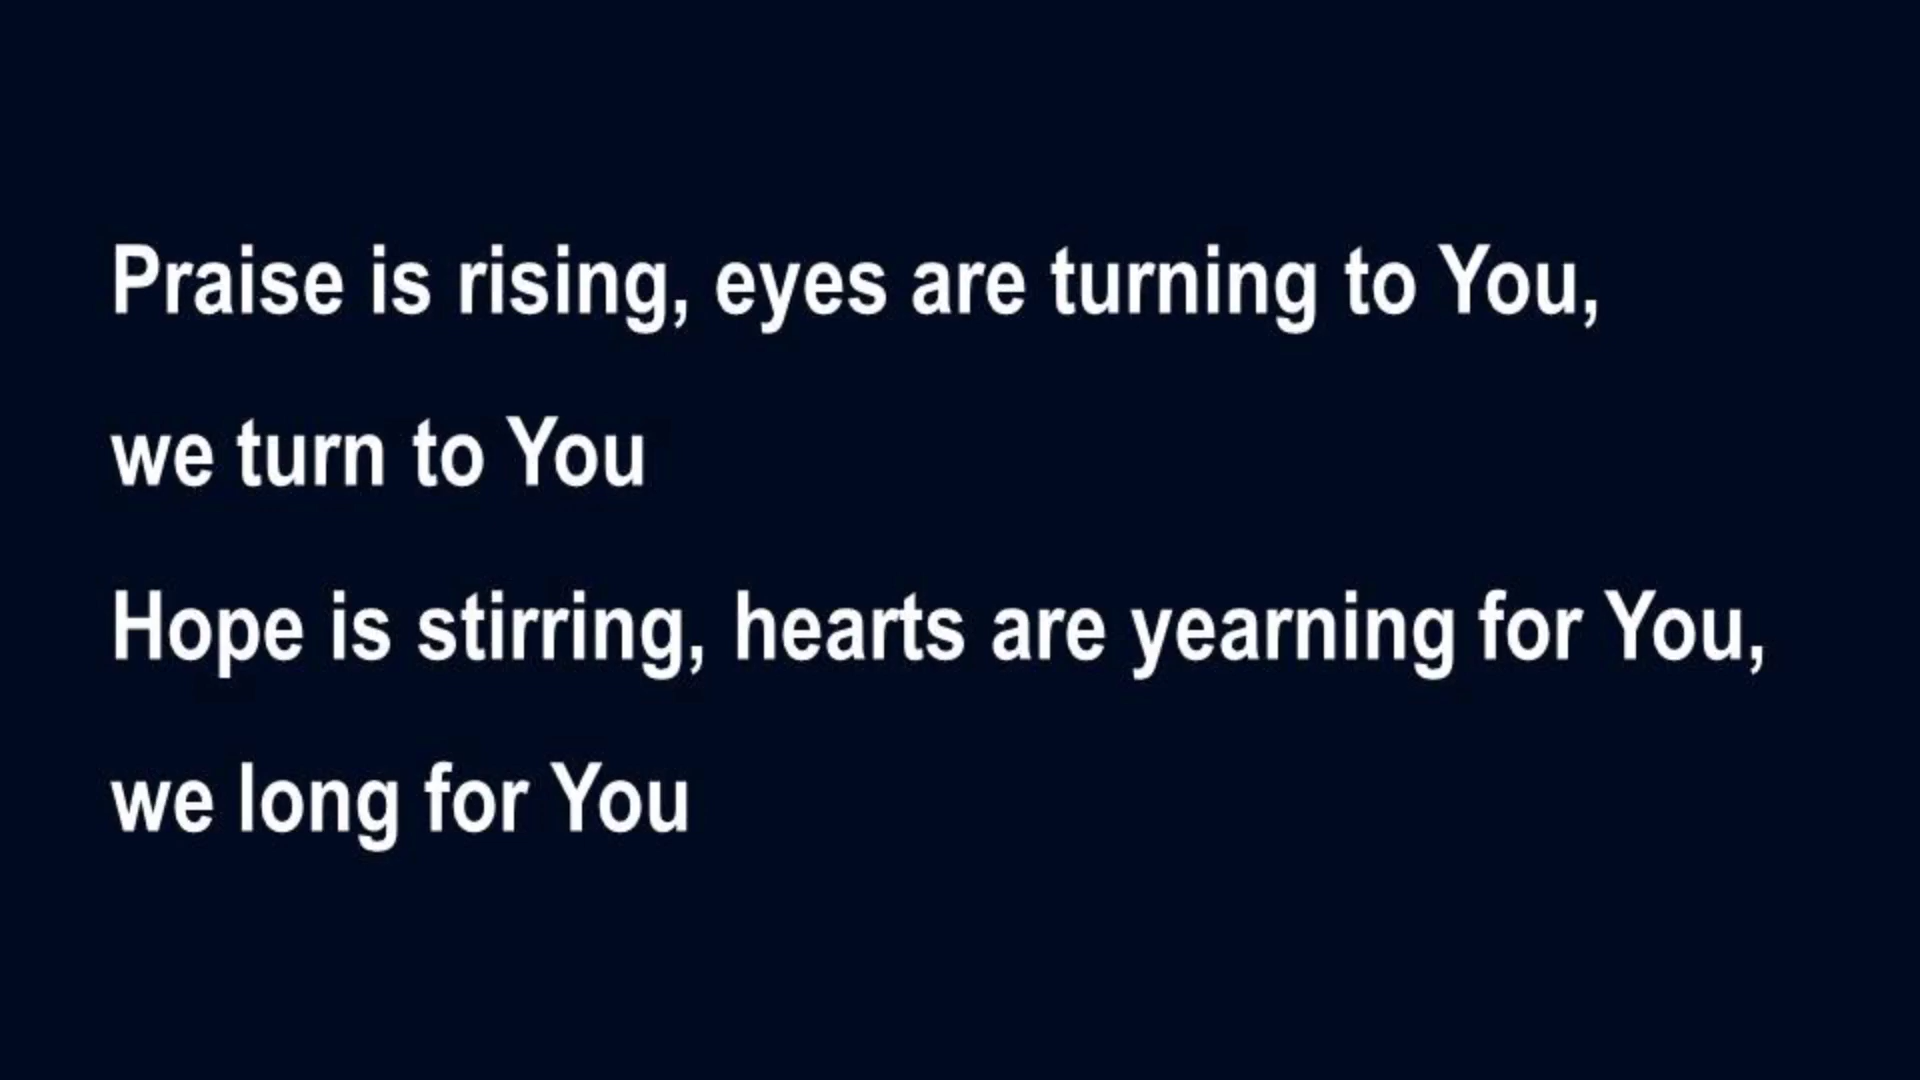 Praise is rising, eyes are turning to You,
we turn to You
Hope is stirring, hearts are yearning for You,
we long for You